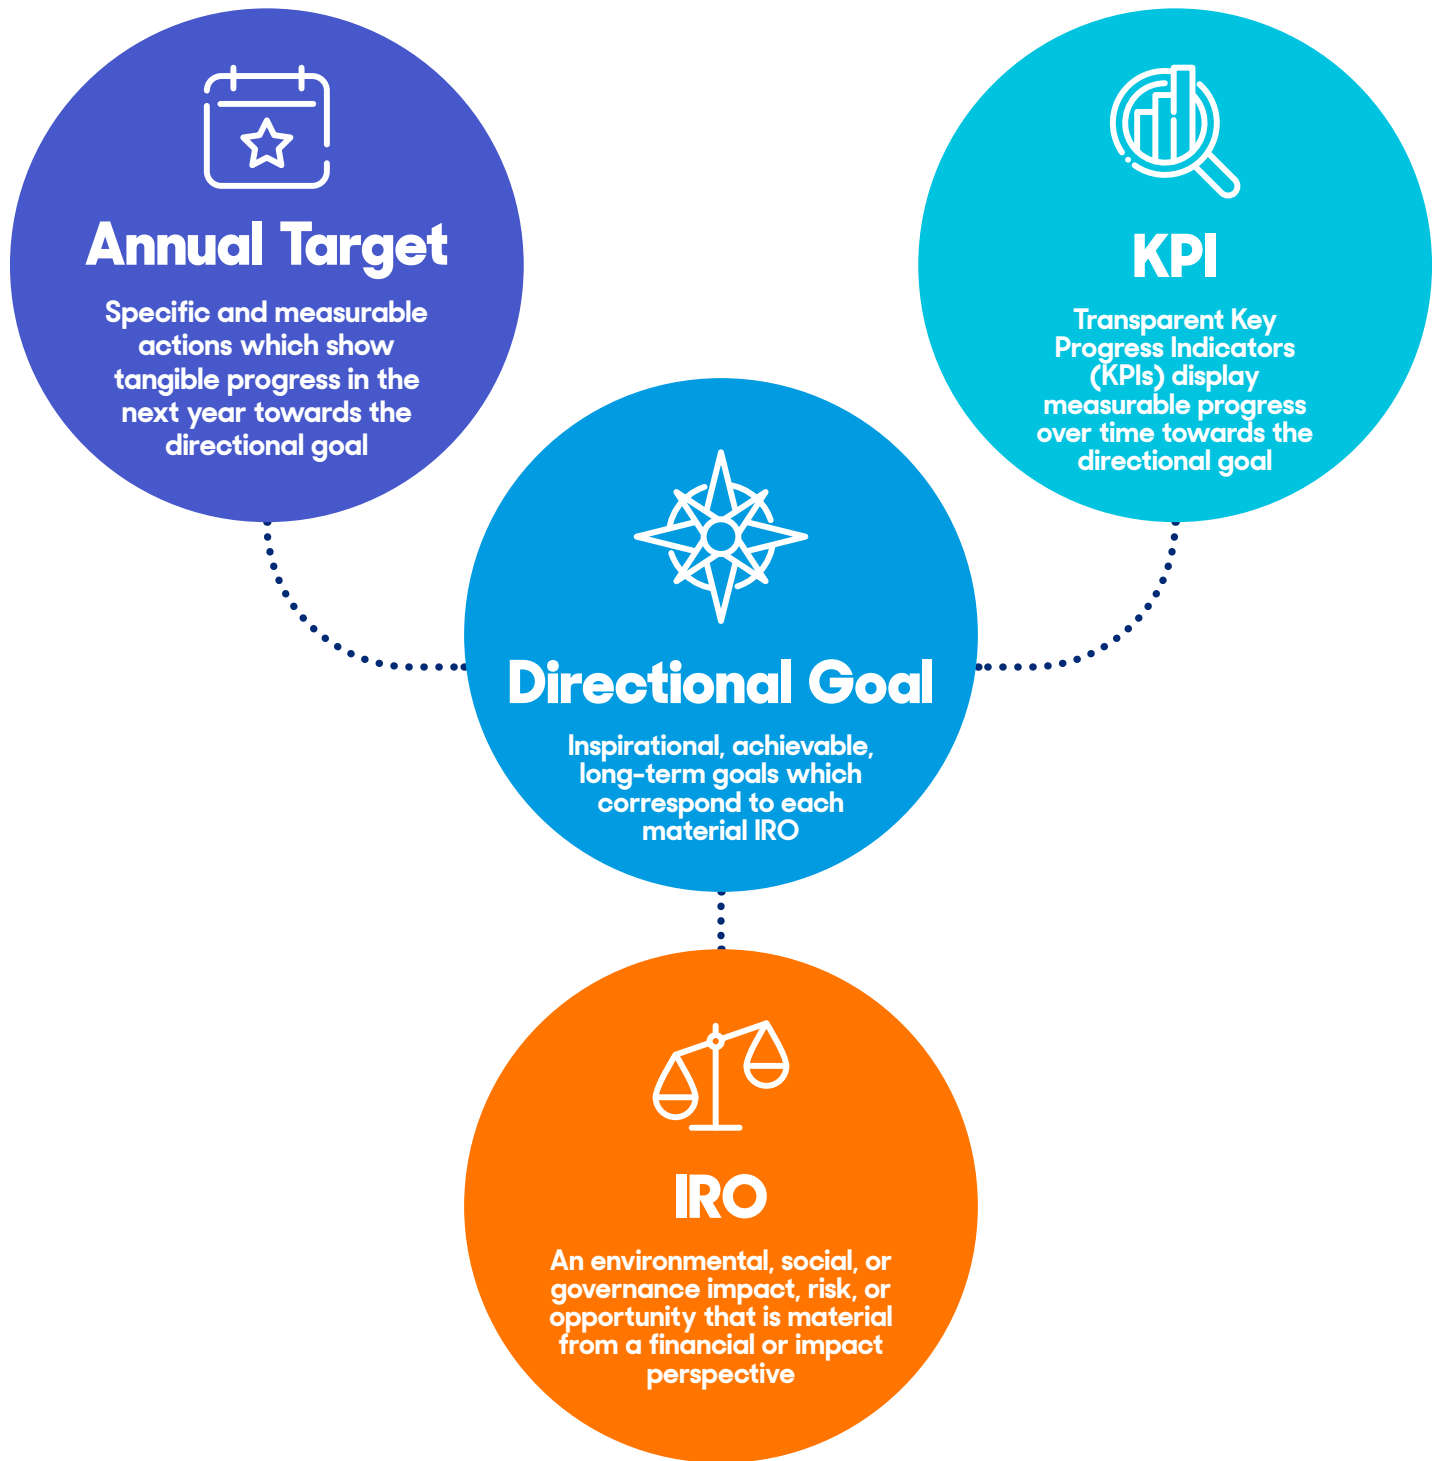 Annual Target
Specific and measurable
actions which show
tangible progress in the
next year towards the
directional goal
KPI
Transparent Key
Progress Indicators
(KPIs) display
measurable progress
over time towards the
directional goal
Directional Goal
Inspirational, achievable,
long-term goals which
correspond to each
material IRO
IRO
An environmental, social, or
governance impact, risk, or
opportunity that is material
from a financial or impact
perspective